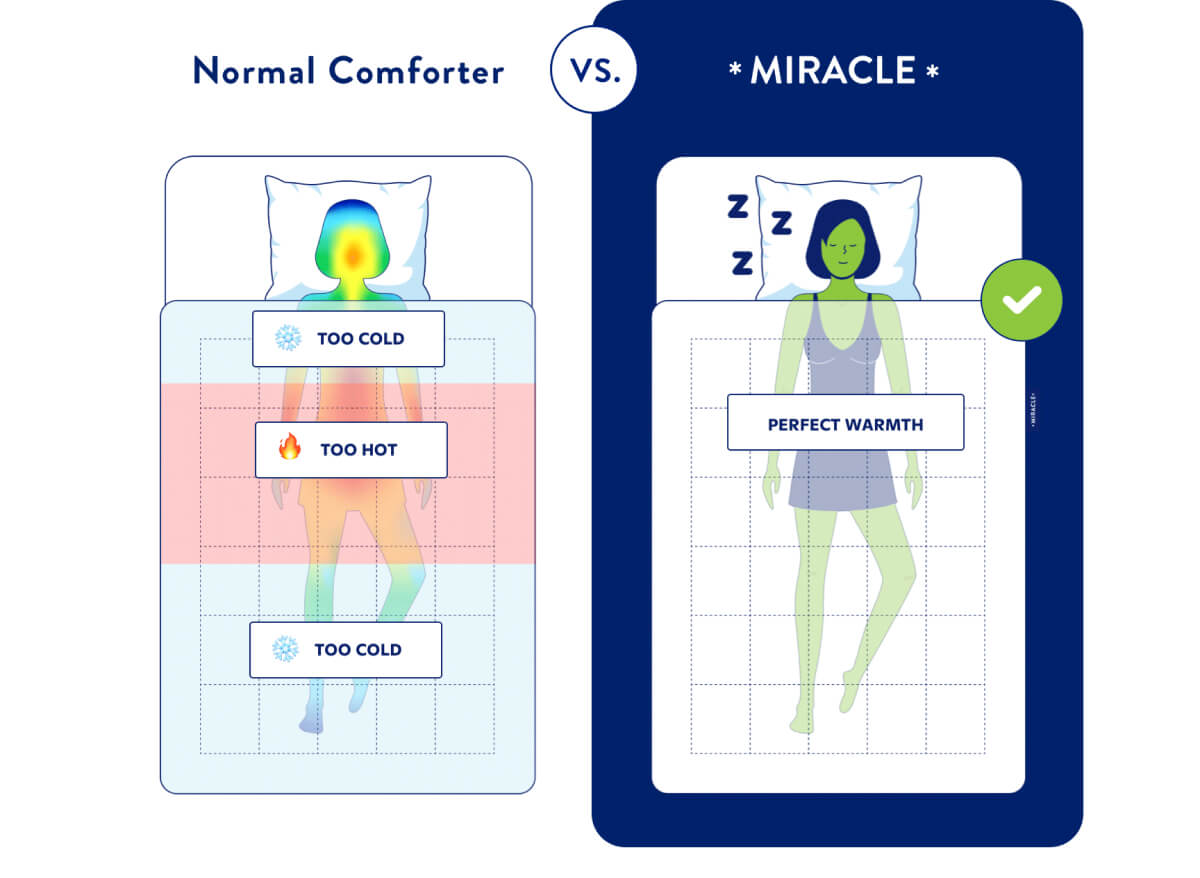 Normal Comforter
VS.
* MIRACLE *
TOO COLD
TOO HOT
TOO COLD
Z
Z
Z
PERFECT WARMTH
*MIRACLE*